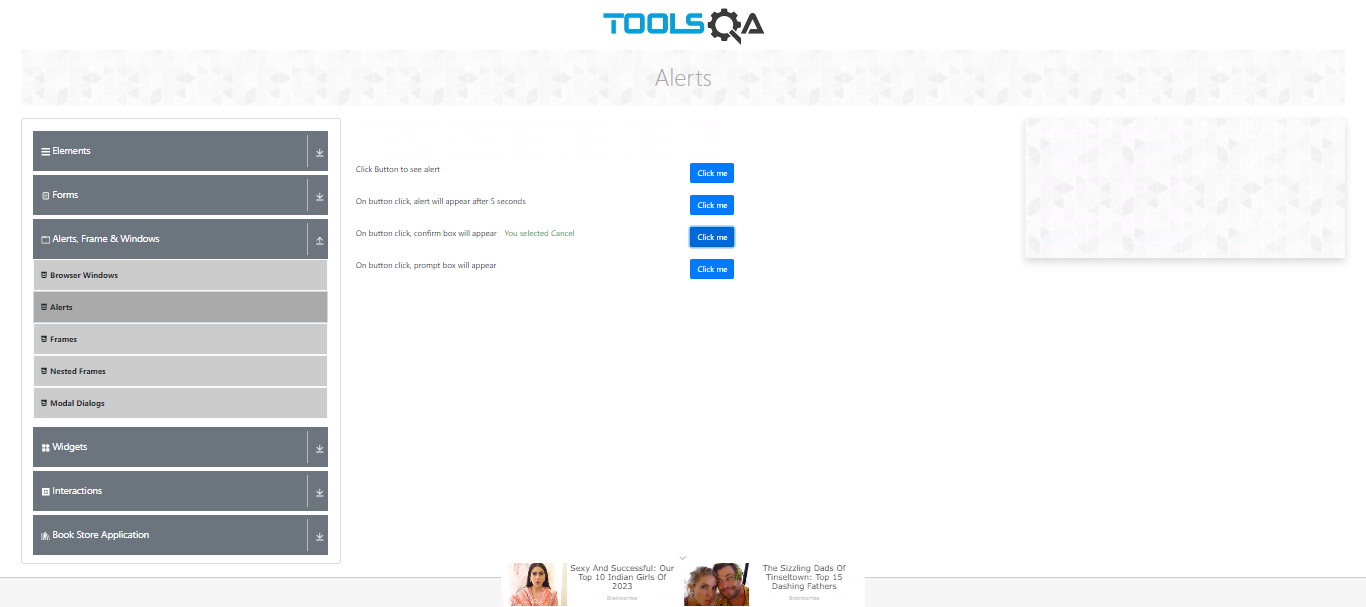 TOOLSQA
Alerts
Elements
Forms
Alerts, Frame & Windows
Browser Windows
Alerts
Frames
Nested Frames
Modal Dialogs
Widgets
Interactions
Book Store Application
Click Button to see alert
Click me
On button click, alert will appear after 5 seconds
Click me
On button click, confirm box will appear You selected Cancel
Click me
On button click, prompt box will appear
Click me
Sexy And Successful: Our
Top 10 Indian Girls Of
2023
Brainberries
The Sizzling Dads Of
Tinseltown: Top 15
Dashing Fathers
Brainberries